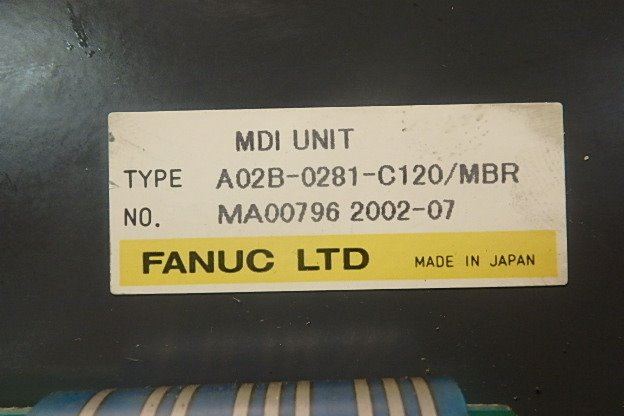 MDI UNIT
TYPE A02B-0281-C120/MBR
NO. MA00796 2002-07
FANUC LTD MADE IN JAPAN